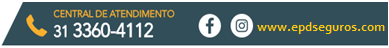 CENTRAL DE ATENDIMENTO
31 3360-4112
www.epdseguros.com